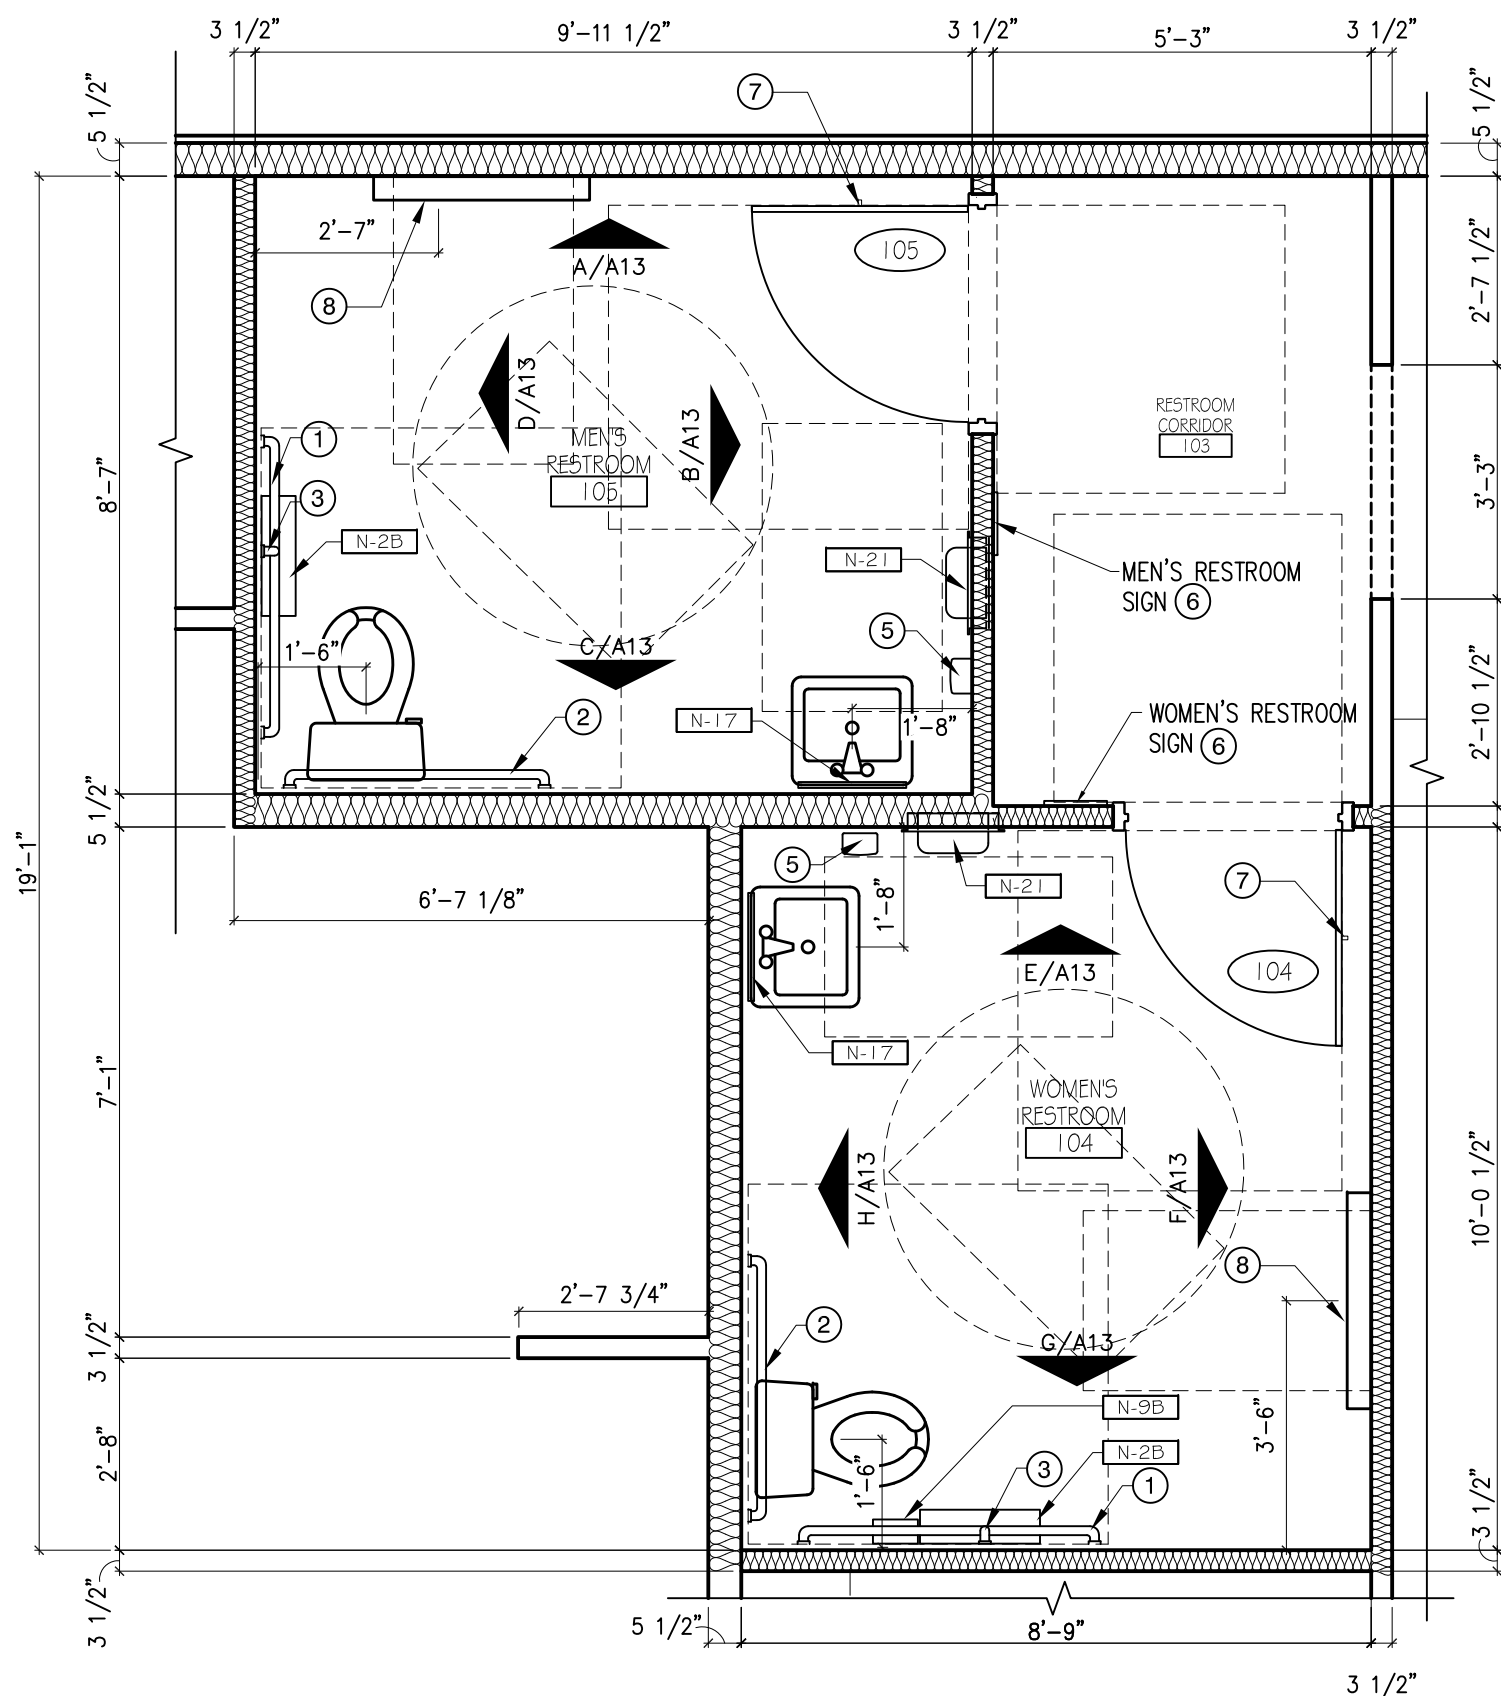 3 1/2”
9’-11 1/2”
3 1/2”
5’-3”
3 1/2”
5 1/2”
7
5 1/2”
2’-7”
105
A/A13
8
2’-7 1/2”
D/A13
B/A13
RESTROOM
CORRIDOR
103
1
MEN'S
RESTROOM
105
8’-7”
3
3’-3”
N-2B
N-21
MEN’S RESTROOM
SIGN 6
5
1’-6”
C/A13
2
N-17
1’-8”
WOMEN’S RESTROOM
SIGN 6
2’-10 1/2”
5 1/2”
19’-1”
5
N-21
7
6’-7 1/8”
1’-8”
E/A13
104
N-17
7’-1”
WOMEN'S
RESTROOM
104
H/A13
F/A13
10’-0 1/2”
8
2’-7 3/4”
2
G/A13
3 1/2”
N-9B
3’-6”
N-2B
2’-8”
3
1
1’-6”
3 1/2”
3 1/2”
5 1/2”
8’-9”
3 1/2”